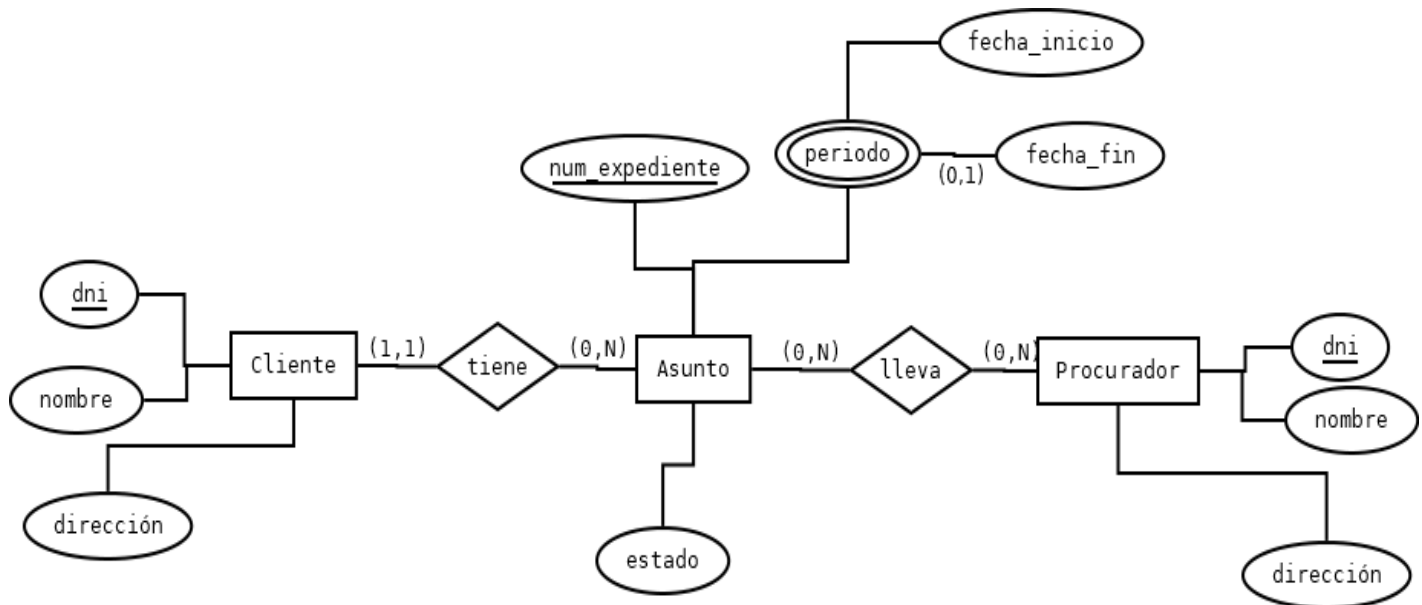 fecha_inicio
periodo
fecha_fin
(0,1)
num_expediente
dni
nombre
dirección
Cliente
(1,1)
tiene
(0,N)
Asunto
(0,N)
lleva
(0,N)
Procurador
dni
nombre
estado
dirección